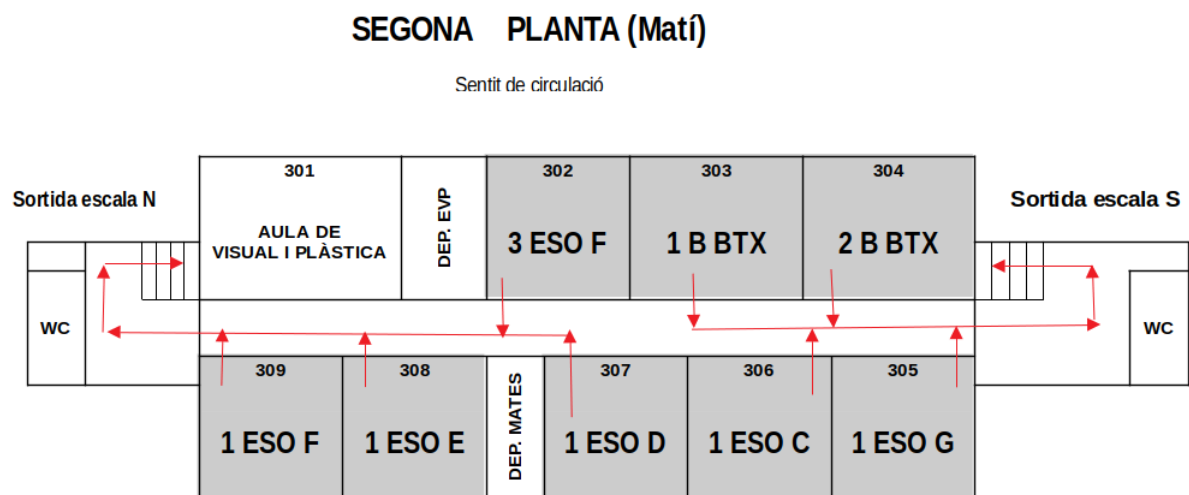 SEGONA PLANTA (Matí)
Sentit de circulació
301
302
303
304
Sortida escala N
AULA DE
VISUAL I PLÀSTICA
DEP. EVP
3 ESO F
1 B BTX
2 B BTX
Sortida escala S
WC
WC
309
308
307
306
305
1 ESO F
1 ESO E
DEP. MATES
1 ESO D
1 ESO C
1 ESO G